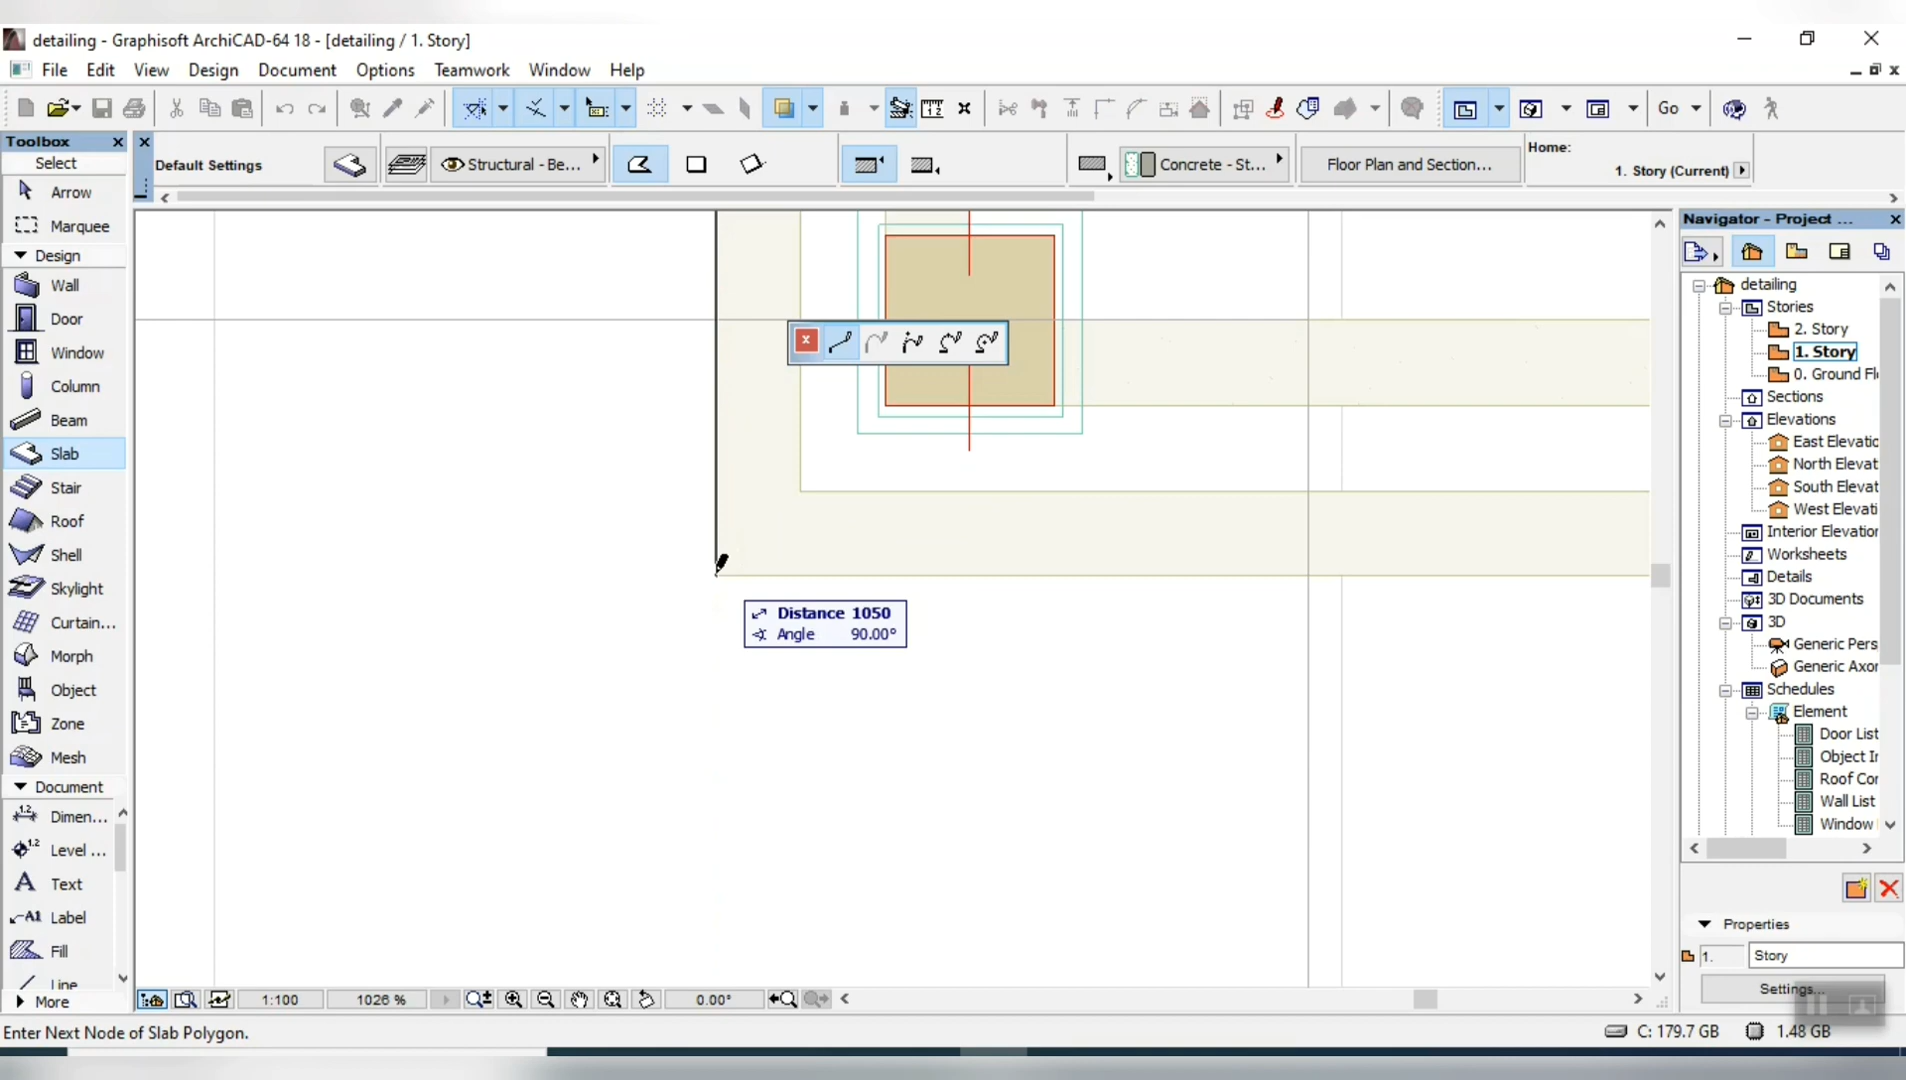 detailing - Graphisoft ArchiCAD-64 18 - [detailing / 1. Story]
File Edit View Design Document Options Teamwork Window Help
Go
Toolbox
Select
Default Settings
Structural - Be...
Concrete - St...
Floor Plan and Section...
Home:
1. Story (Current)
Arrow
Marquee
Design
Wall
Door
Window
Column
Beam
Slab
Stair
Roof
Shell
Skylight
Curtain...
Morph
Object
Zone
Mesh
Document
Dimen...
Level ...
Text
Label
Fill
Line
More
Distance 1050
Angle 90.00°
Navigator - Project ...
detailing
Stories
2. Story
1. Story
0. Ground Fl
Sections
Elevations
East Elevatio
North Elevat
South Elevat
West Elevati
Interior Elevation
Worksheets
Details
3D Documents
3D
Generic Pers
Generic Axor
Schedules
Element
Door List
Object Ir
Roof Cor
Wall List
Window
Properties
1. Story
Settings...
1:100 1026 % 0.00°
Enter Next Node of Slab Polygon.
C: 179.7 GB 1.48 GB